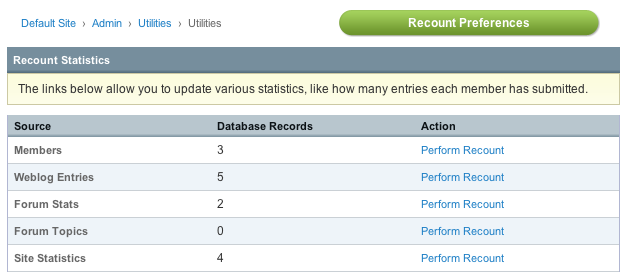 Default Site › Admin › Utilities › Utilities
Recount Preferences
Recount Statistics
The links below allow you to update various statistics, like how many entries each member has submitted.
Source Database Records Action
Members 3 Perform Recount
Weblog Entries 5 Perform Recount
Forum Stats 2 Perform Recount
Forum Topics 0 Perform Recount
Site Statistics 4 Perform Recount